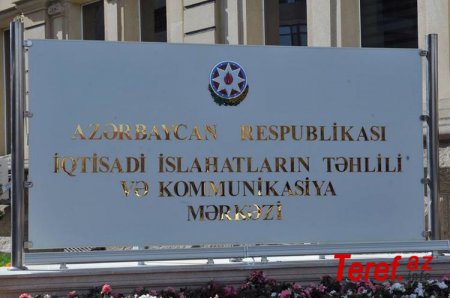 AZƏRBAYCAN RESPUBLİKASI
İQTİSADİ İSLAHATLARIN TƏHLİLİ
VƏ KOMMUNİKASİYA
MƏRKƏZİ
Teref.az